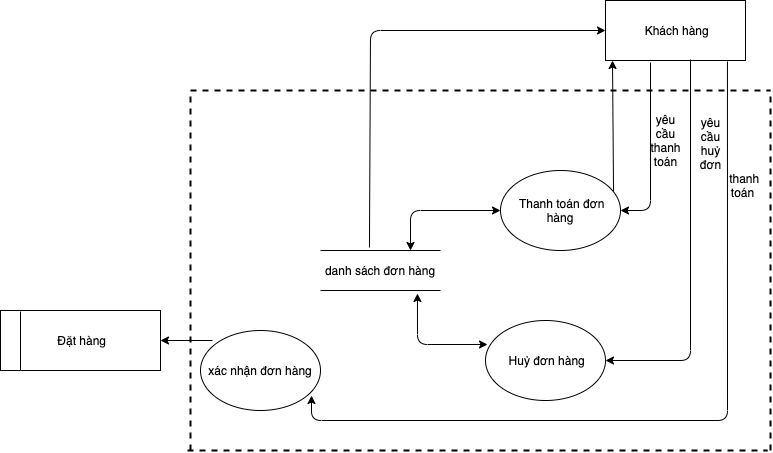 Khách hàng
yêu
cầu
thanh
toán
yêu
cầu
huỷ
đơn
thanh
toán
Thanh toán đơn
hàng
danh sách đơn hàng
Đặt hàng
xác nhận đơn hàng
Huỷ đơn hàng